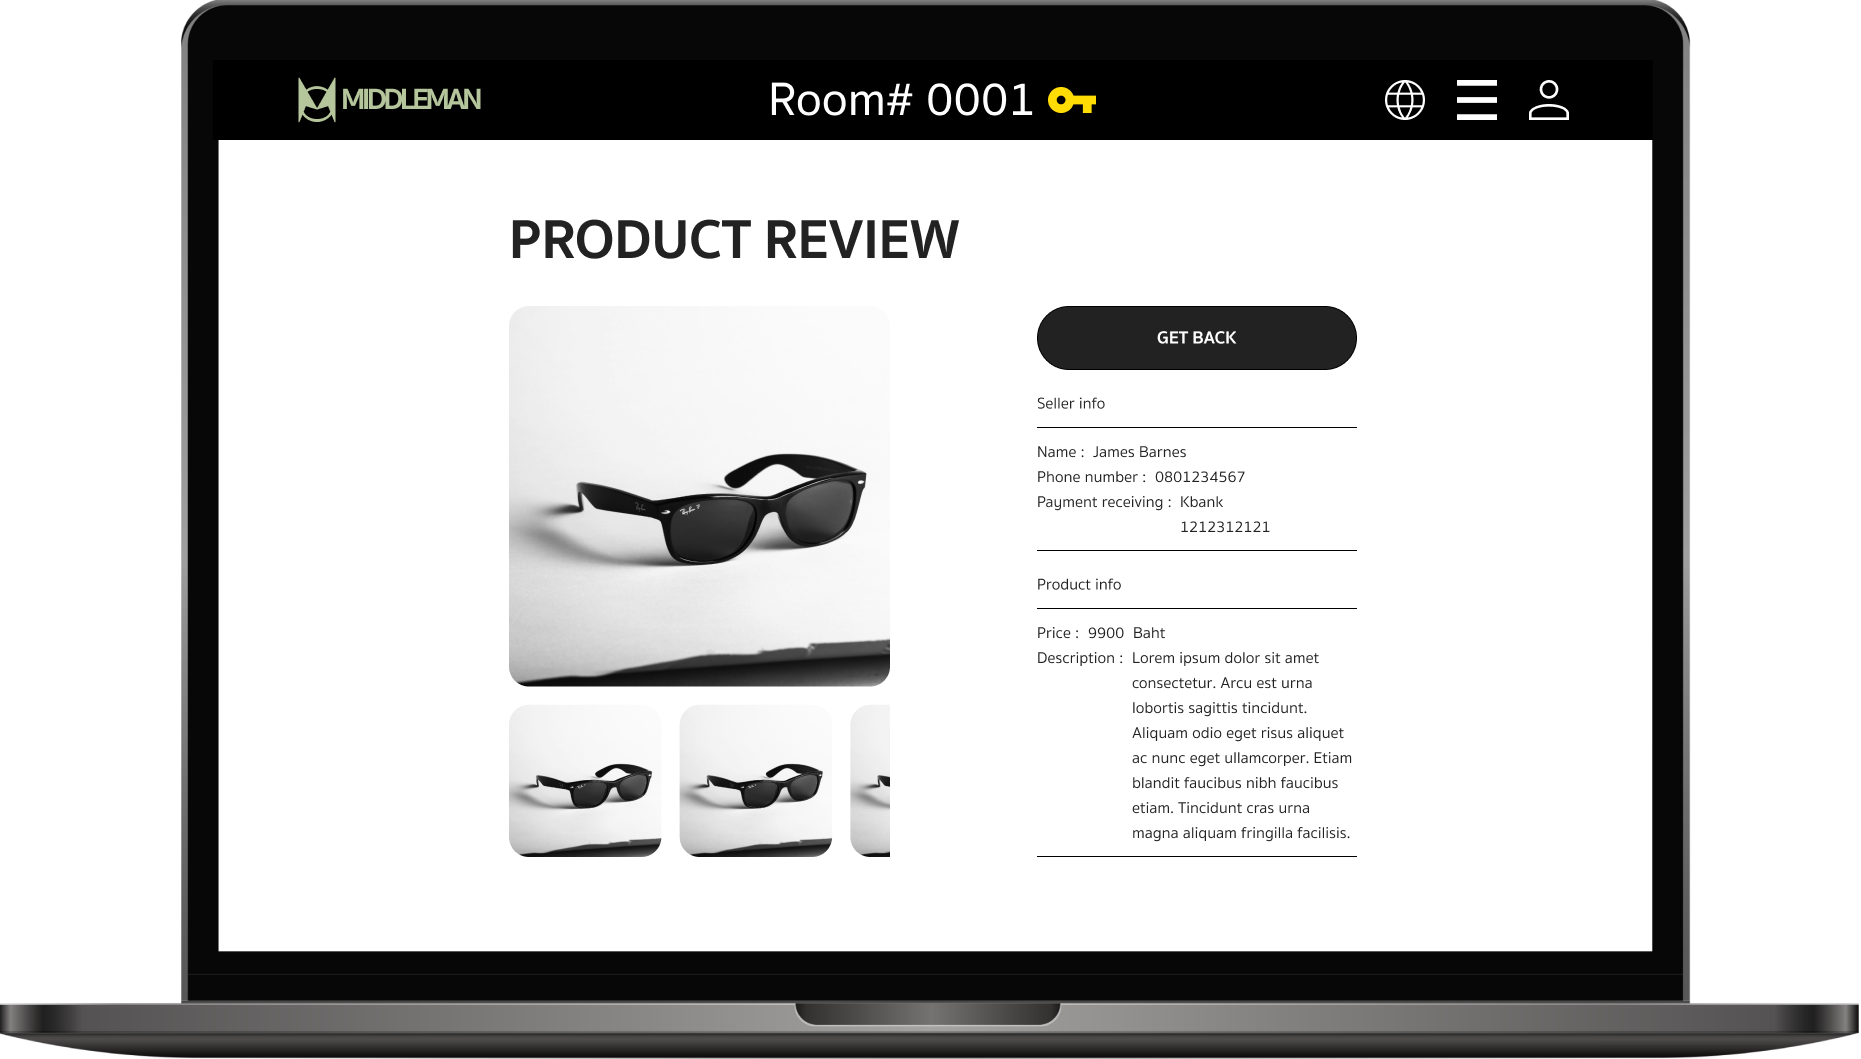 MIDDLEMAN
Room# 0001
PRODUCT REVIEW
GET BACK
Seller info
Name : James Barnes
Phone number : 0801234567
Payment receiving : Kbank
1212312121
Product info
Price : 9900 Baht
Description : Lorem ipsum dolor sit amet
consectetur. Arcu est urna
lobortis sagittis tincidunt.
Aliquam odio eget risus aliquet
ac nunc eget ullamcorper. Etiam
blandit faucibus nibh faucibus
etiam. Tincidunt cras urna
magna aliquam fringilla facilisis.
Ray-Ban P